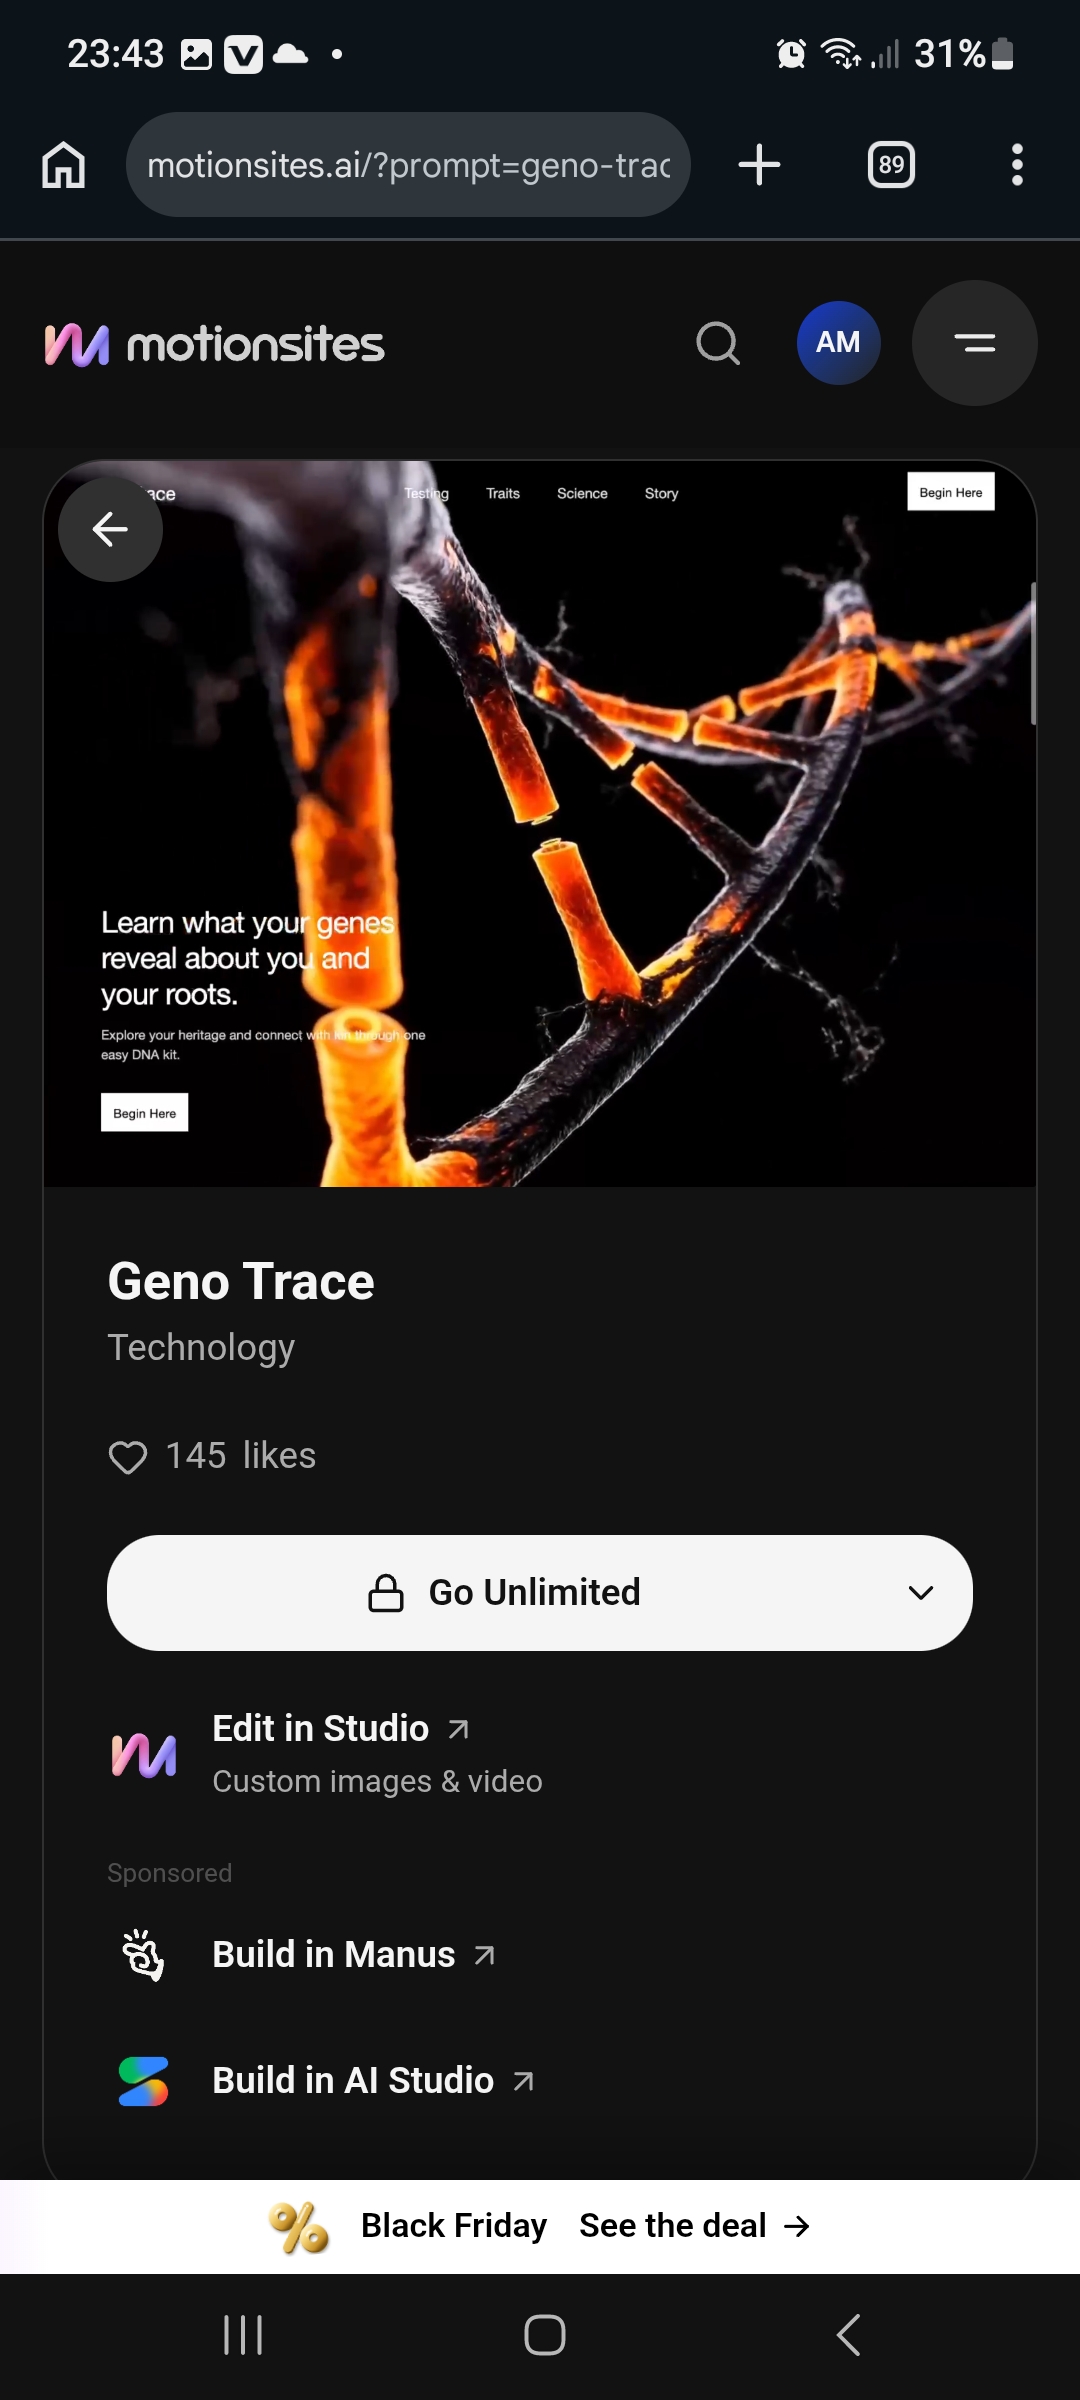 23:43
31%
motionsites.ai/?prompt=geno-trac
89
motionsites
AM
Testing
Traits
Science
Story
Begin Here
Learn what your genes
reveal about you and
your roots.
Explore your heritage and connect with kin through one
easy DNA kit.
Begin Here
Geno Trace
Technology
145 likes
Go Unlimited
Edit in Studio
Custom images & video
Sponsored
Build in Manus
Build in AI Studio
Black Friday See the deal →